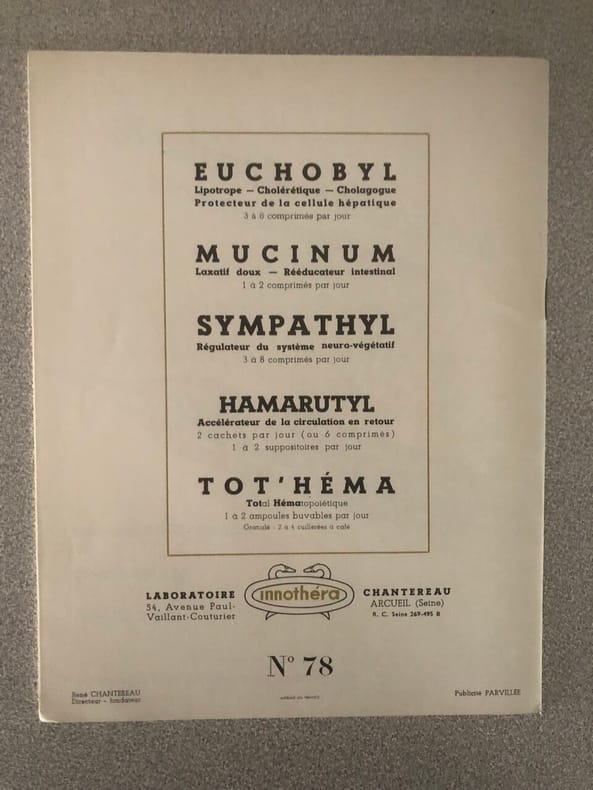 EUCHOBYL
Lipotrope — Cholérétique — Cholagogue
Protecteur de la cellule hépatique
3 à 6 comprimés par jour
MUCINUM
Laxatif doux — Rééducateur intestinal
1 à 2 comprimés par jour
SYMPATHYL
Régulateur du système neuro-végétatif
3 à 8 comprimés par jour
HAMARUTYL
Accélérateur de la circulation en retour
2 cachets par jour (ou 6 comprimés)
1 à 2 suppositoires par jour
TOT'HÉMA
Total Hématopoïétique
1 à 2 ampoules buvables par jour
Granulé : 2 à 4 cuillerées à café
LABORATOIRE
54, Avenue Paul-
Vaillant-Couturier
innothéra
CHANTEREAU
ARCUEIL (Seine)
R. C. Seine 269-495 B
N° 78
René CHANTEREAU
Directeur - fondateur
Publicité PARVILLÉE